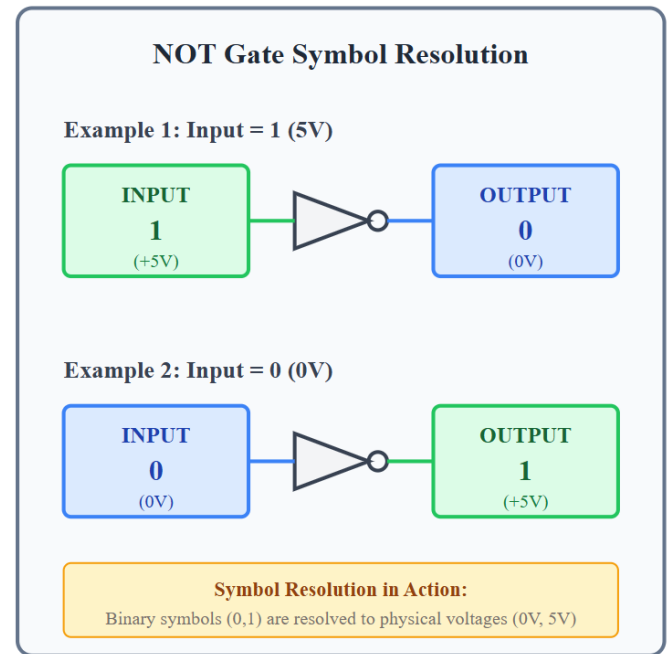 NOT Gate Symbol Resolution
Example 1: Input = 1 (5V)
INPUT
1
(+5V)
OUTPUT
0
(0V)
Example 2: Input = 0 (0V)
INPUT
0
(0V)
OUTPUT
1
(+5V)
Symbol Resolution in Action:
Binary symbols (0,1) are resolved to physical voltages (0V, 5V)